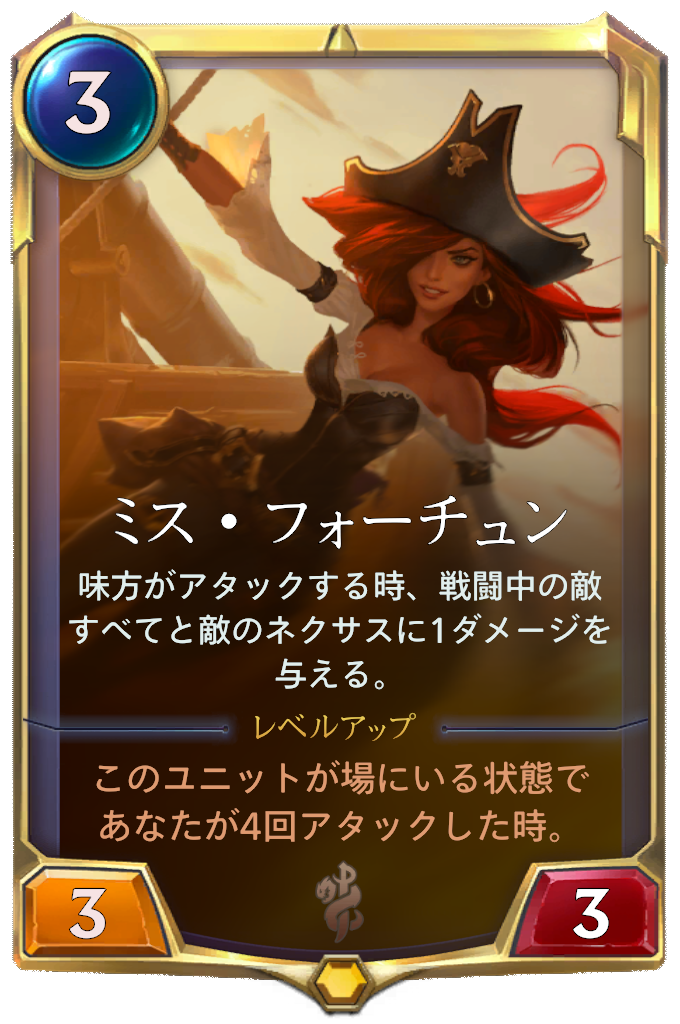 3
ミス・フォーチュン
味方がアタックする時、戦闘中の敵
すべてと敵のネクサスに1ダメージを
与える。
レベルアップ
このユニットが場にいる状態で
あなたが4回アタックした時。
3
3